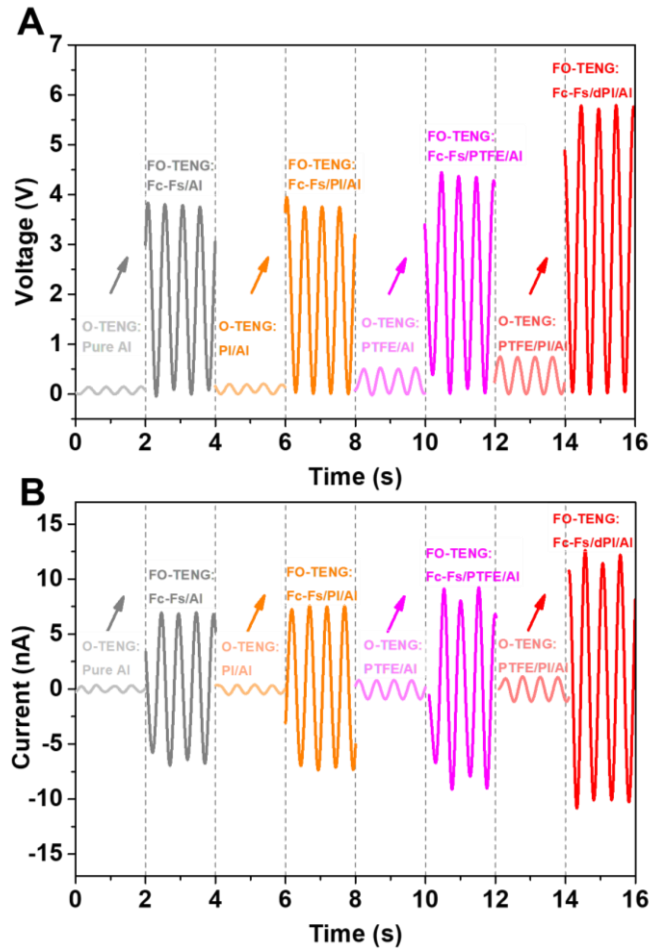 A
7
6
5
4
3
2
1
0
Voltage (V)
FO-TENG:
Fc-Fs/Al
FO-TENG:
Fc-Fs/PI/Al
FO-TENG:
Fc-Fs/PTFE/Al
FO-TENG:
Fc-Fs/dPI/Al
O-TENG:
Pure Al
O-TENG:
PI/Al
O-TENG:
PTFE/Al
O-TENG:
PTFE/PI/Al
0 2 4 6 8 10 12 14 16
Time (s)
B
15
10
5
0
-5
-10
-15
Current (nA)
FO-TENG:
Fc-Fs/Al
FO-TENG:
Fc-Fs/PI/Al
FO-TENG:
Fc-Fs/PTFE/Al
FO-TENG:
Fc-Fs/dPI/Al
O-TENG:
Pure Al
O-TENG:
PI/Al
O-TENG:
PTFE/Al
O-TENG:
PTFE/PI/Al
0 2 4 6 8 10 12 14 16
Time (s)